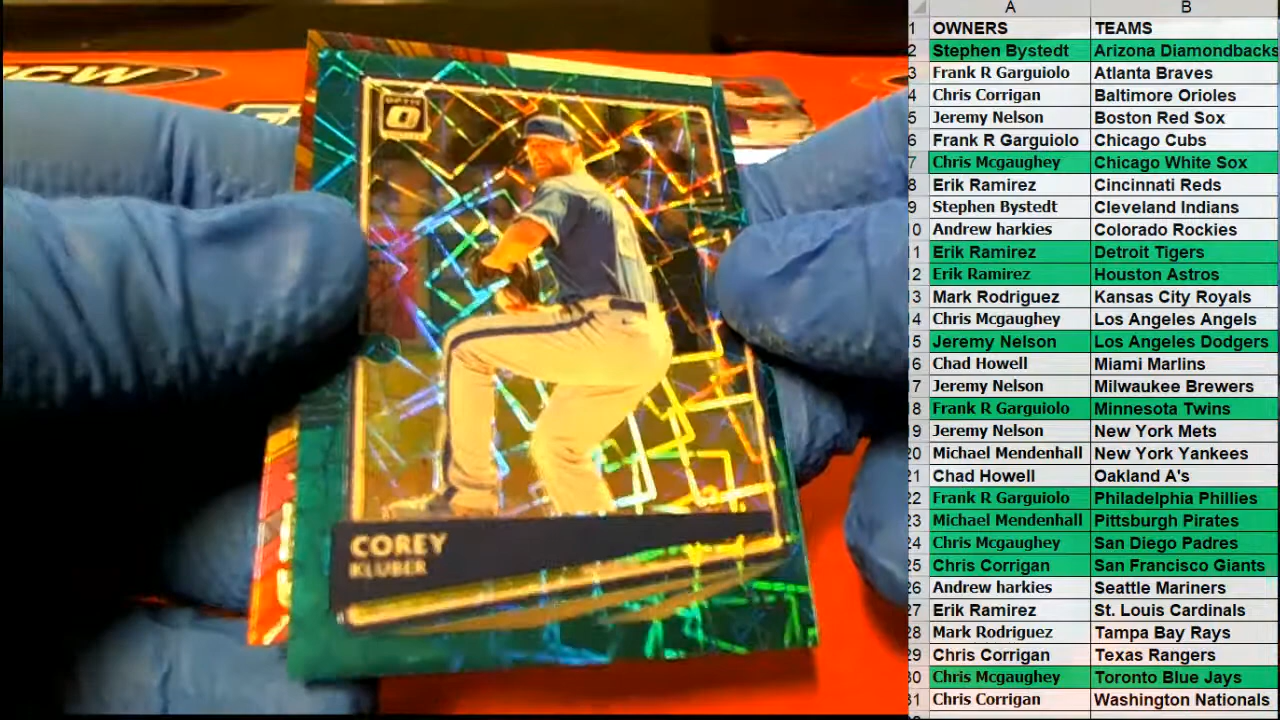 CW
OPTIC
COREY
KLUBER
A B
1 OWNERS TEAMS
2 Stephen Bystedt Arizona Diamondbacks
3 Frank R Garguiolo Atlanta Braves
4 Chris Corrigan Baltimore Orioles
5 Jeremy Nelson Boston Red Sox
6 Frank R Garguiolo Chicago Cubs
7 Chris Mcgaughey Chicago White Sox
8 Erik Ramirez Cincinnati Reds
9 Stephen Bystedt Cleveland Indians
10 Andrew harkies Colorado Rockies
11 Erik Ramirez Detroit Tigers
12 Erik Ramirez Houston Astros
13 Mark Rodriguez Kansas City Royals
14 Chris Mcgaughey Los Angeles Angels
15 Jeremy Nelson Los Angeles Dodgers
16 Chad Howell Miami Marlins
17 Jeremy Nelson Milwaukee Brewers
18 Frank R Garguiolo Minnesota Twins
19 Jeremy Nelson New York Mets
20 Michael Mendenhall New York Yankees
21 Chad Howell Oakland A's
22 Frank R Garguiolo Philadelphia Phillies
23 Michael Mendenhall Pittsburgh Pirates
24 Chris Mcgaughey San Diego Padres
25 Chris Corrigan San Francisco Giants
26 Andrew harkies Seattle Mariners
27 Erik Ramirez St. Louis Cardinals
28 Mark Rodriguez Tampa Bay Rays
29 Chris Corrigan Texas Rangers
30 Chris Mcgaughey Toronto Blue Jays
31 Chris Corrigan Washington Nationals